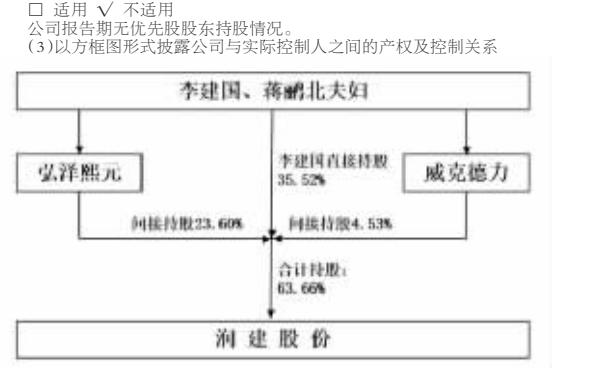 □ 适用 √ 不适用
公司报告期无优先股股东持股情况。
(3)以方框图形式披露公司与实际控制人之间的产权及控制关系
李建国、蒋鹂北夫妇
弘泽熙元
李建国直接持股
35.52%
威克德力
间接持股23.60%
间接持股4.53%
合计持股：
63.66%
润 建 股 份